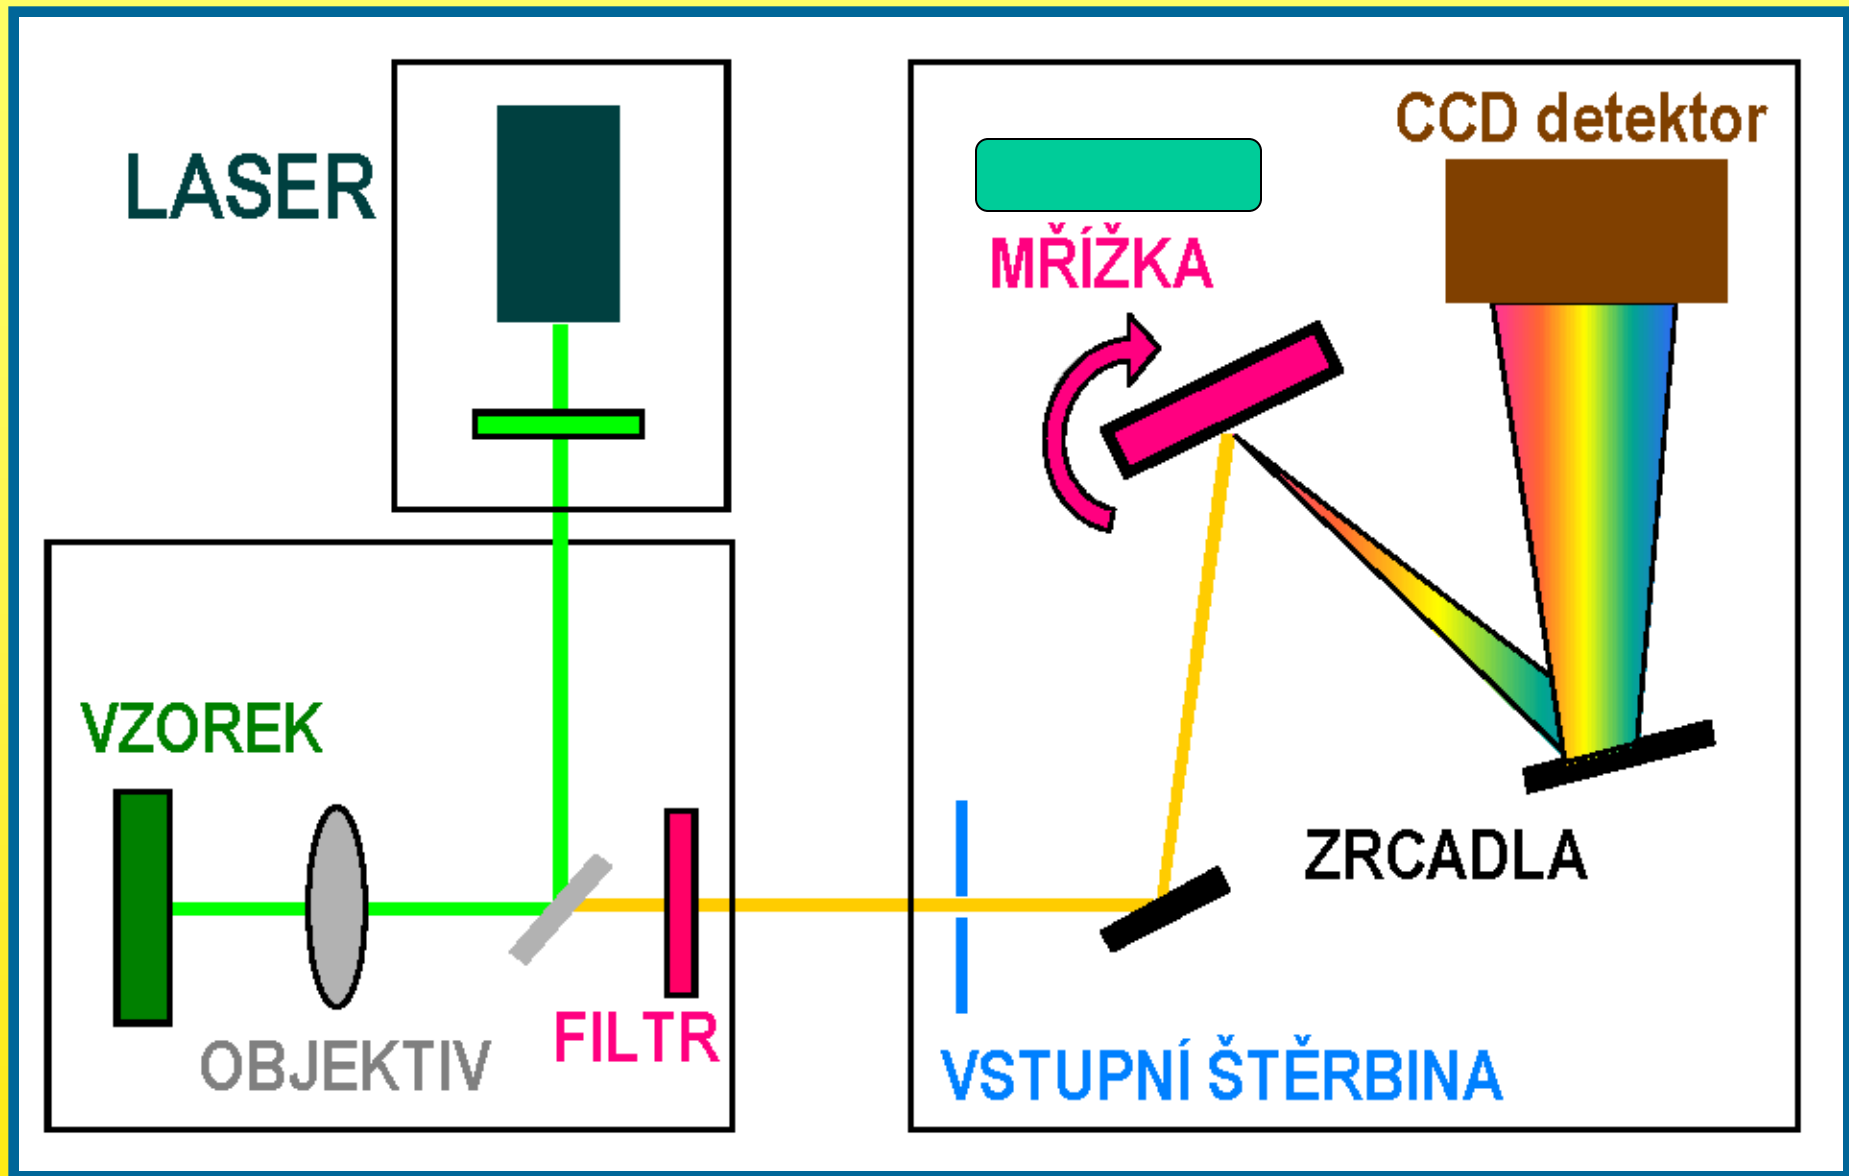 CCD detektor
LASER
MŘÍŽKA
VZOREK
ZRCADLA
FILTR
OBJEKTIV
VSTUPNÍ ŠTĚRBINA